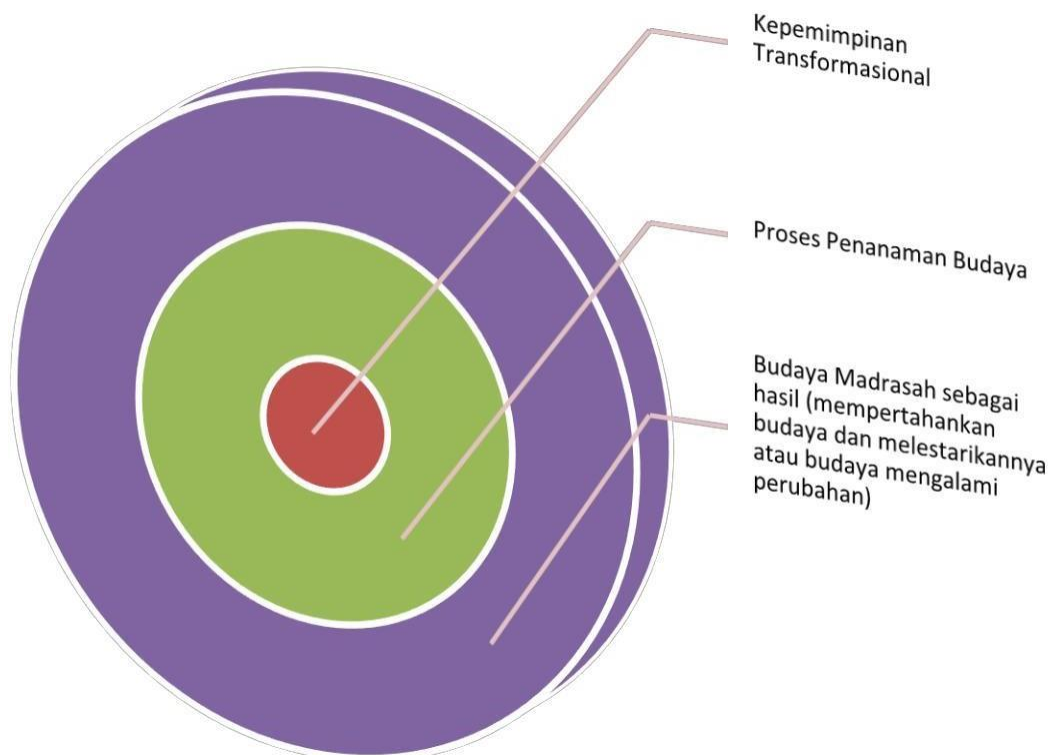 Kepemimpinan
Transformasional
Proses Penanaman Budaya
Budaya Madrasah sebagai
hasil (mempertahankan
budaya dan melestarikannya
atau budaya mengalami
perubahan)